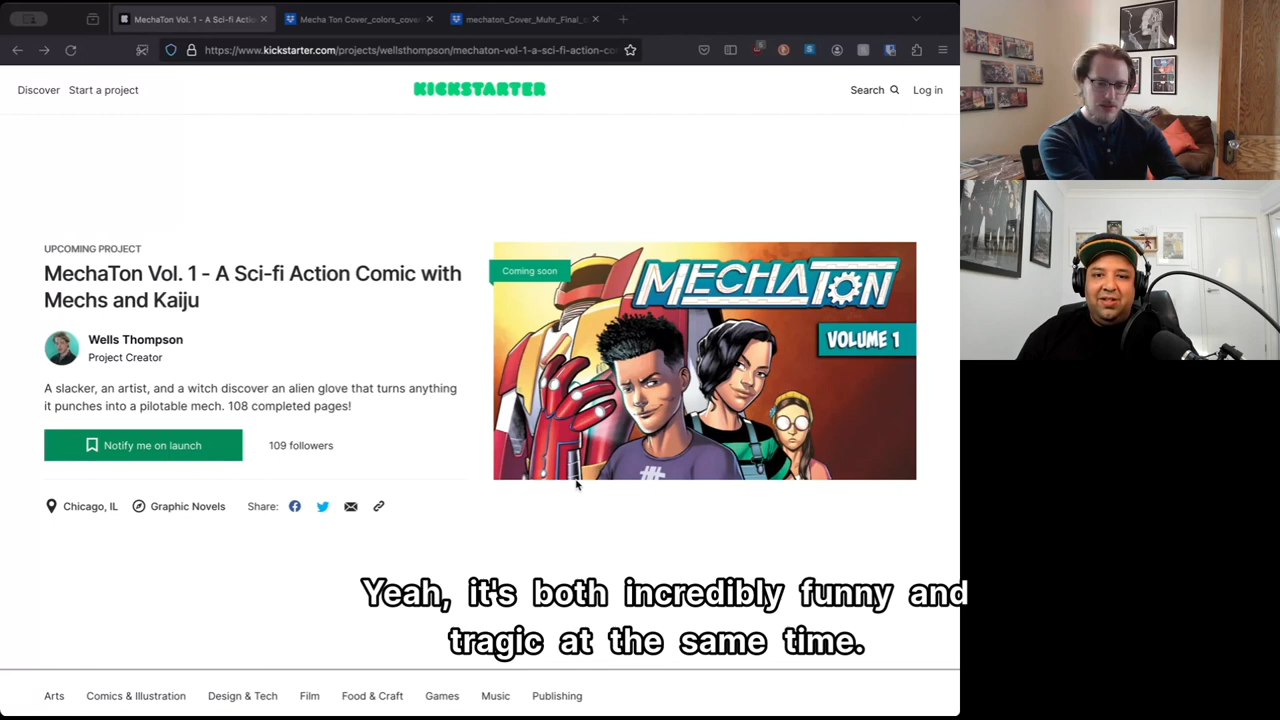 MechaTon Vol. 1 - A Sci-fi Actio
Mecha Ton Cover_colors_cove
mechaton_Cover_Muhr_Final_
https://www.kickstarter.com/projects/wellsthompson/mechaton-vol-1-a-sci-fi-action-co
Discover Start a project
KICKSTARTER
Search Log in
UPCOMING PROJECT
MechaTon Vol. 1 - A Sci-fi Action Comic with
Mechs and Kaiju
Wells Thompson
Project Creator
A slacker, an artist, and a witch discover an alien glove that turns anything
it punches into a pilotable mech. 108 completed pages!
Notify me on launch 109 followers
Chicago, IL Graphic Novels Share:
Coming soon
MECHATON
VOLUME 1
Yeah, it's both incredibly funny and
tragic at the same time.
Arts Comics & Illustration Design & Tech Film Food & Craft Games Music Publishing